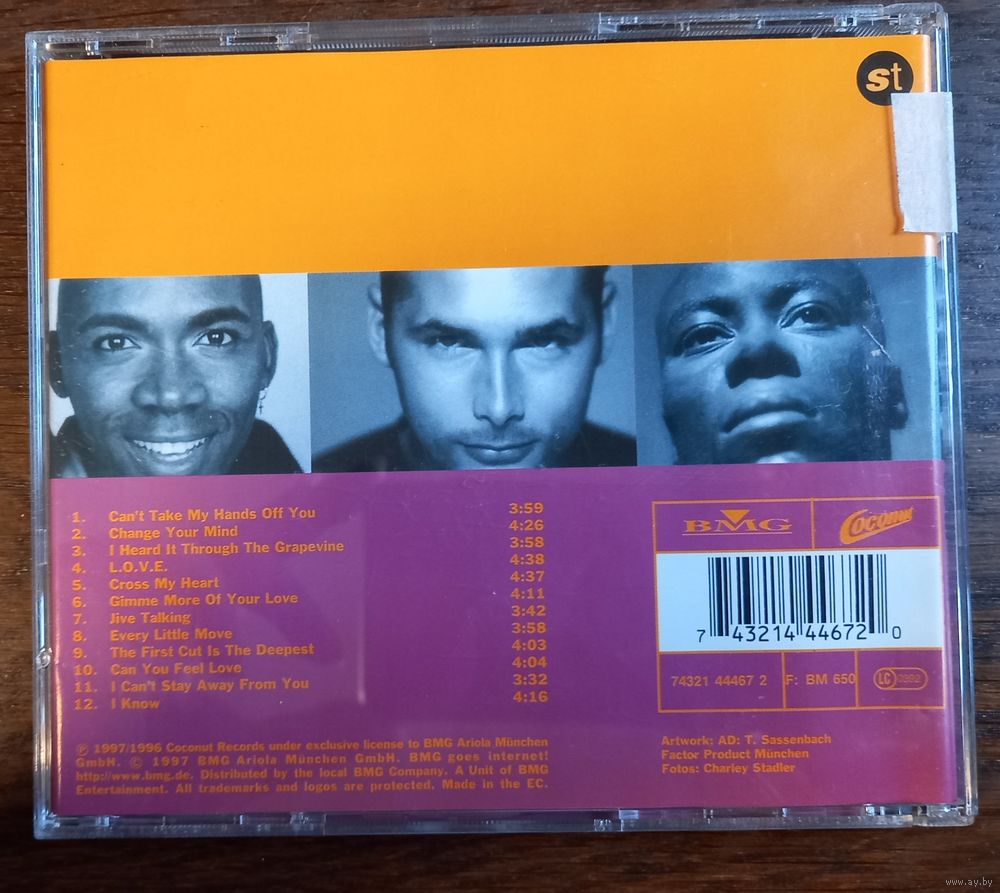 st
1. Can't Take My Hands Off You 3:59
2. Change Your Mind 4:26
3. I Heard It Through The Grapevine 3:58
4. L.O.V.E. 4:38
5. Cross My Heart 4:37
6. Gimme More Of Your Love 4:11
7. Jive Talking 3:42
8. Every Little Move 3:58
9. The First Cut Is The Deepest 4:03
10. Can You Feel Love 4:04
11. I Can't Stay Away From You 3:32
12. I Know 4:16
BMG Coconut
7 43214 44672 0
74321 44467 2 F: BM 650 LC
℗ 1997/1996 Coconut Records under exclusive license to BMG Ariola München
GmbH. © 1997 BMG Ariola München GmbH. BMG goes internet!
http://www.bmg.de. Distributed by the local BMG Company. A Unit of BMG
Entertainment. All trademarks and logos are protected. Made in the EC.
Artwork: AD: T. Sassenbach
Factor Product München
Fotos: Charley Stadler
www.ay.by